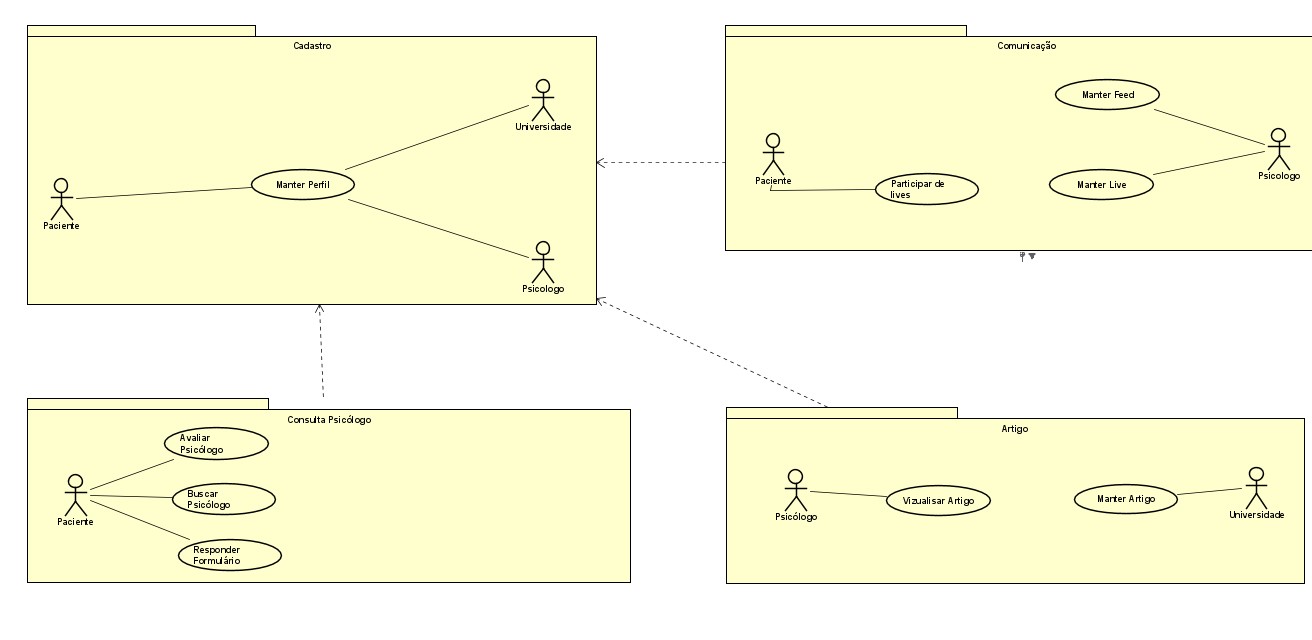 Cadastro
Universidade
Manter Perfil
Paciente
Psicologo
Comunicação
Manter Feed
Paciente
Psicologo
Participar de
lives
Manter Live
Consulta Psicólogo
Avaliar
Psicólogo
Buscar
Psicólogo
Paciente
Responder
Formulário
Artigo
Psicólogo
Vizualisar Artigo
Manter Artigo
Universidade